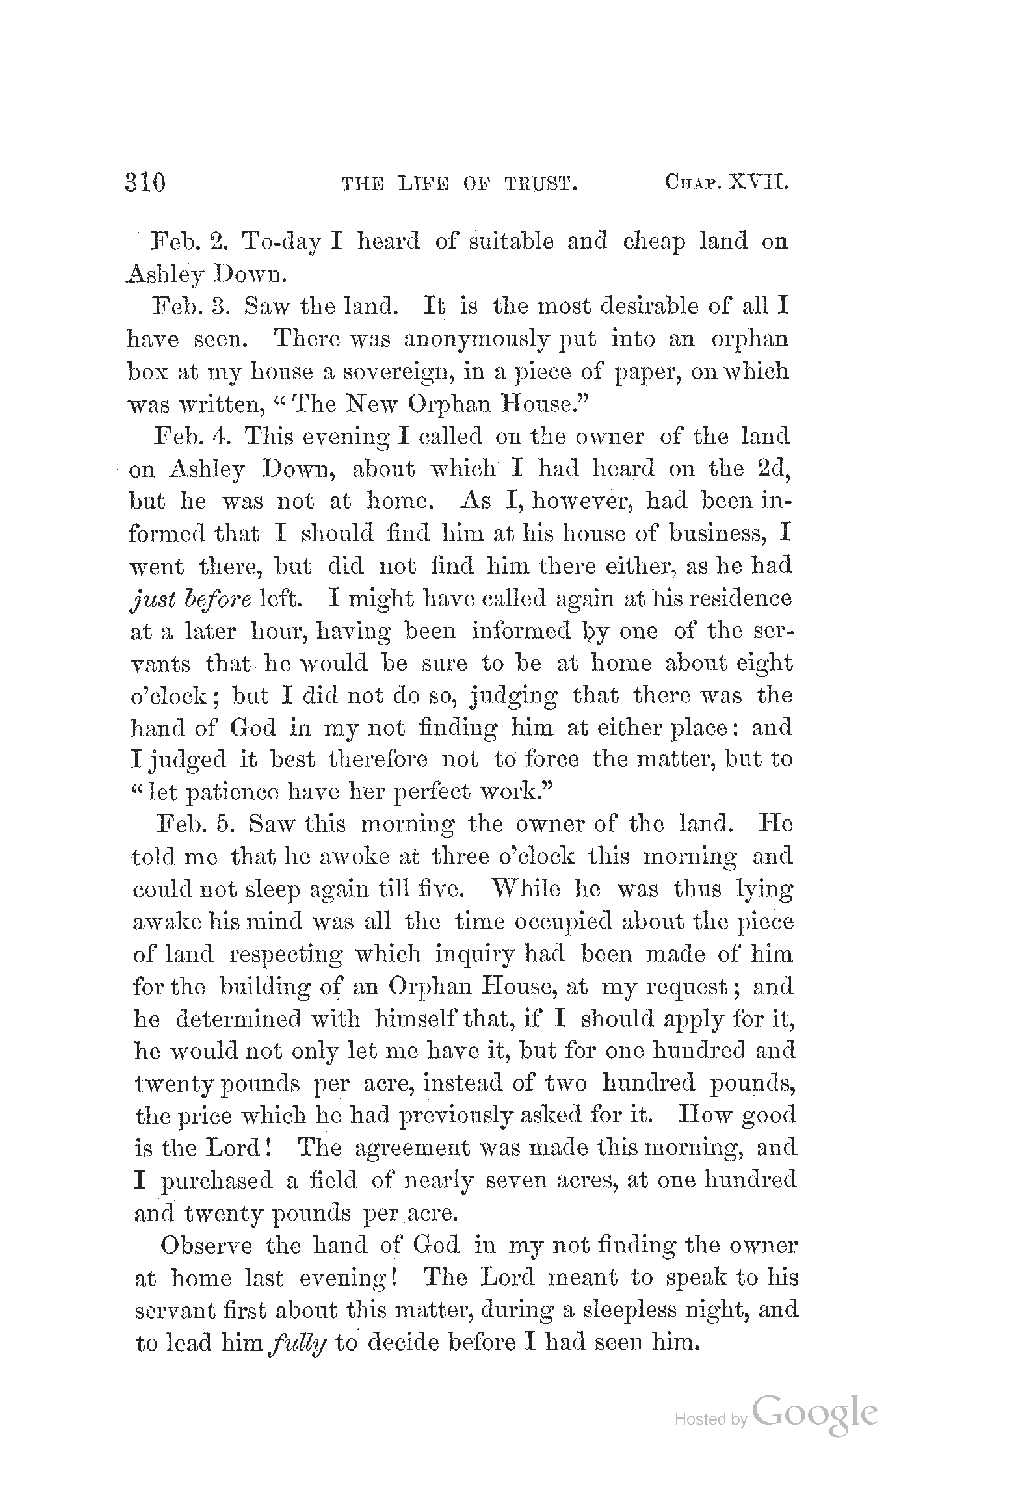 310 THE LIFE OF TRUST. CHAP. XVII.
Feb. 2. To-day I heard of suitable and cheap land on
Ashley Down.
Feb. 3. Saw the land. It is the most desirable of all I
have seen. There was anonymously put into an orphan
box at my house a sovereign, in a piece of paper, on which
was written, “The New Orphan House.”
Feb. 4. This evening I called on the owner of the land
on Ashley Down, about which I had heard on the 2d,
but he was not at home. As I, however, had been in-
formed that I should find him at his house of business, I
went there, but did not find him there either, as he had
just before left. I might have called again at his residence
at a later hour, having been informed by one of the ser-
vants that he would be sure to be at home about eight
o’clock; but I did not do so, judging that there was the
hand of God in my not finding him at either place: and
I judged it best therefore not to force the matter, but to
“let patience have her perfect work.”
Feb. 5. Saw this morning the owner of the land. He
told me that he awoke at three o’clock this morning and
could not sleep again till five. While he was thus lying
awake his mind was all the time occupied about the piece
of land respecting which inquiry had been made of him
for the building of an Orphan House, at my request; and
he determined with himself that, if I should apply for it,
he would not only let me have it, but for one hundred and
twenty pounds per acre, instead of two hundred pounds,
the price which he had previously asked for it. How good
is the Lord! The agreement was made this morning, and
I purchased a field of nearly seven acres, at one hundred
and twenty pounds per acre.
Observe the hand of God in my not finding the owner
at home last evening! The Lord meant to speak to his
servant first about this matter, during a sleepless night, and
to lead him fully to decide before I had seen him.
Hosted by Google